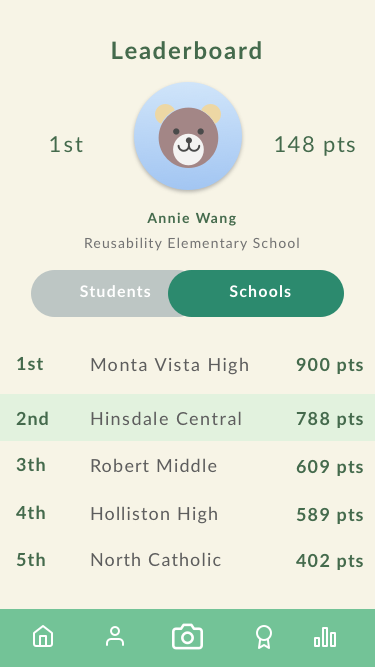 Leaderboard
1st 148 pts
Annie Wang
Reusability Elementary School
Students Schools
1st Monta Vista High 900 pts
2nd Hinsdale Central 788 pts
3th Robert Middle 609 pts
4th Holliston High 589 pts
5th North Catholic 402 pts